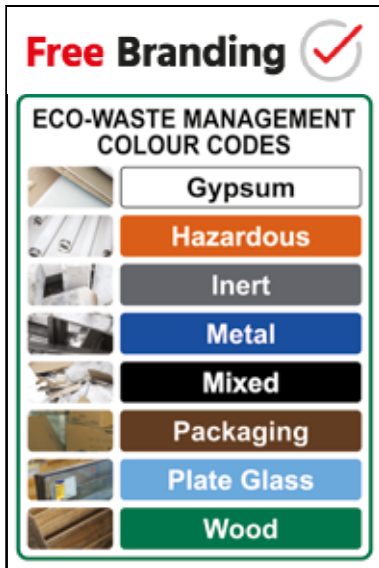 Free Branding
ECO-WASTE MANAGEMENT
COLOUR CODES
Gypsum
Hazardous
Inert
Metal
Mixed
Packaging
Plate Glass
Wood